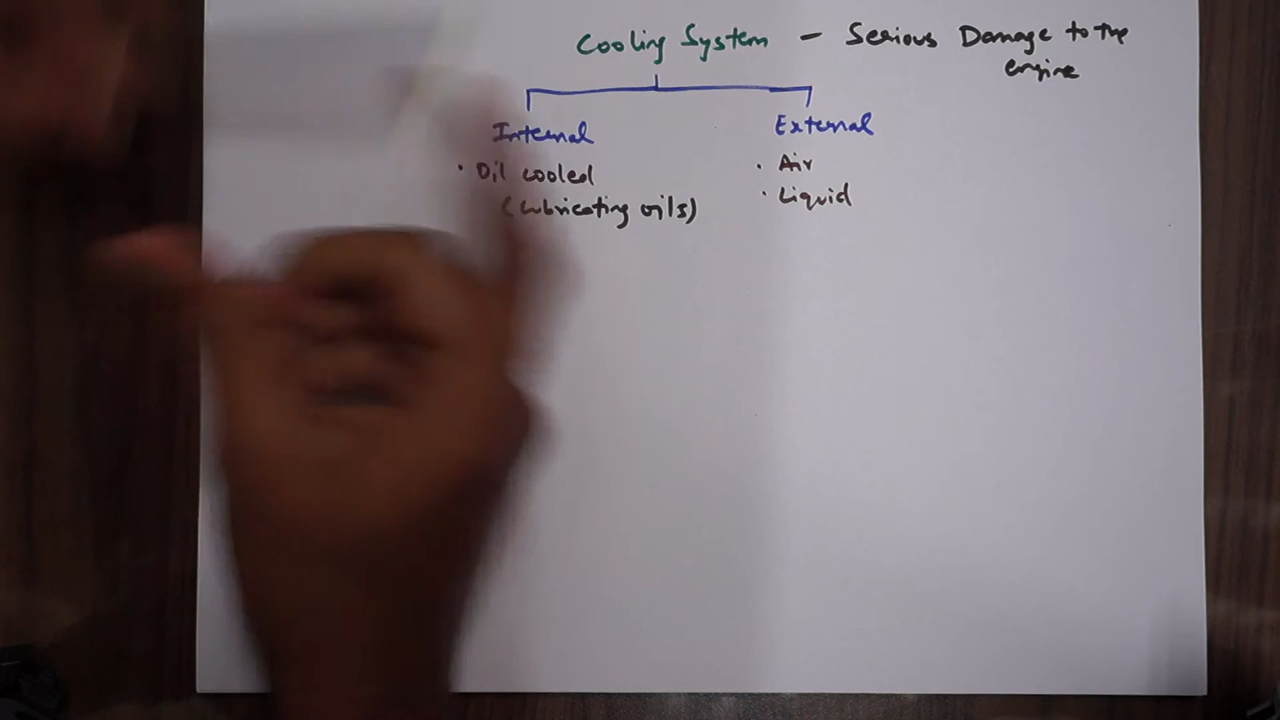 Cooling System - Serious Damage to the
engine
Internal
External
· Oil cooled
(Lubricating oils)
· Air
· Liquid